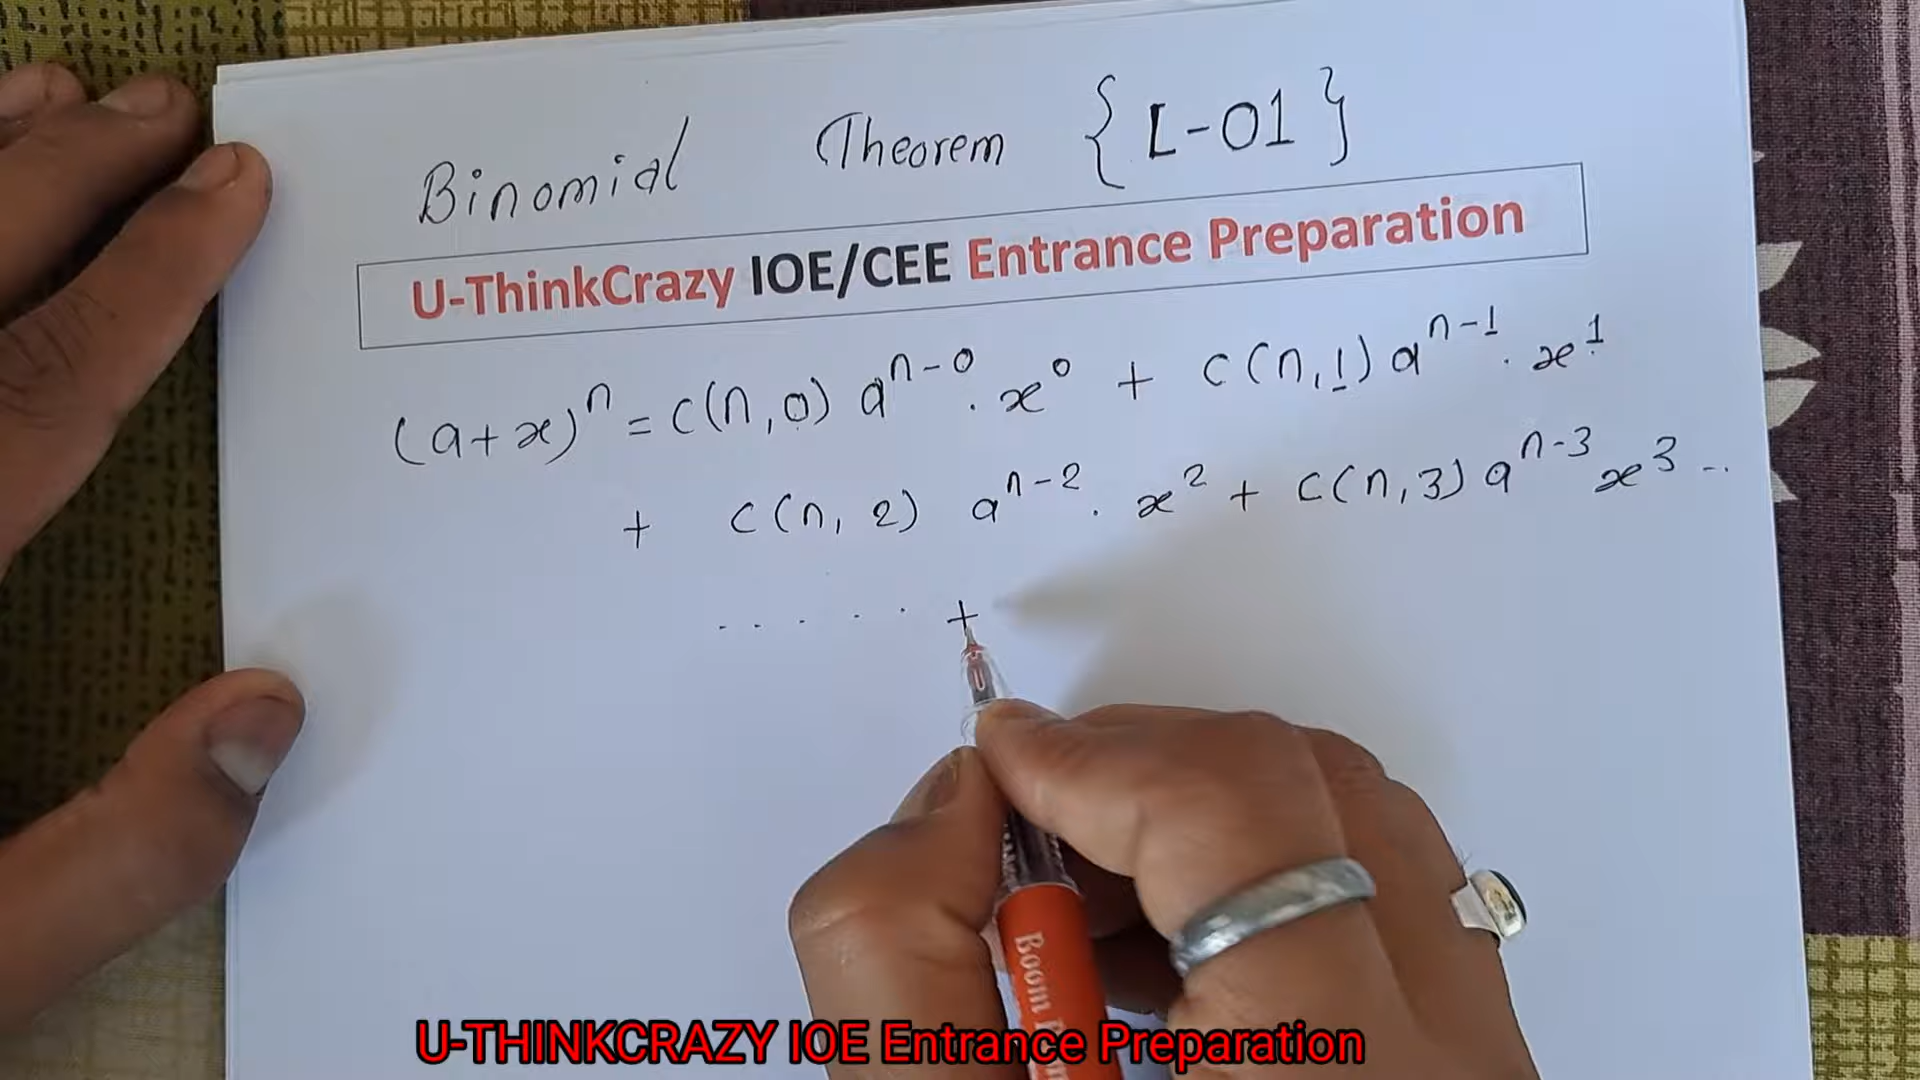 Binomial Theorem {L-01}
U-ThinkCrazy IOE/CEE Entrance Preparation
(a+x)^n = c(n,0) a^{n-0} . x^0 + c(n,1) a^{n-1} . x^1
+ c(n,2) a^{n-2} . x^2 + c(n,3) a^{n-3} x^3 ..
...... +
Boom
U-THINKCRAZY IOE Entrance Preparation